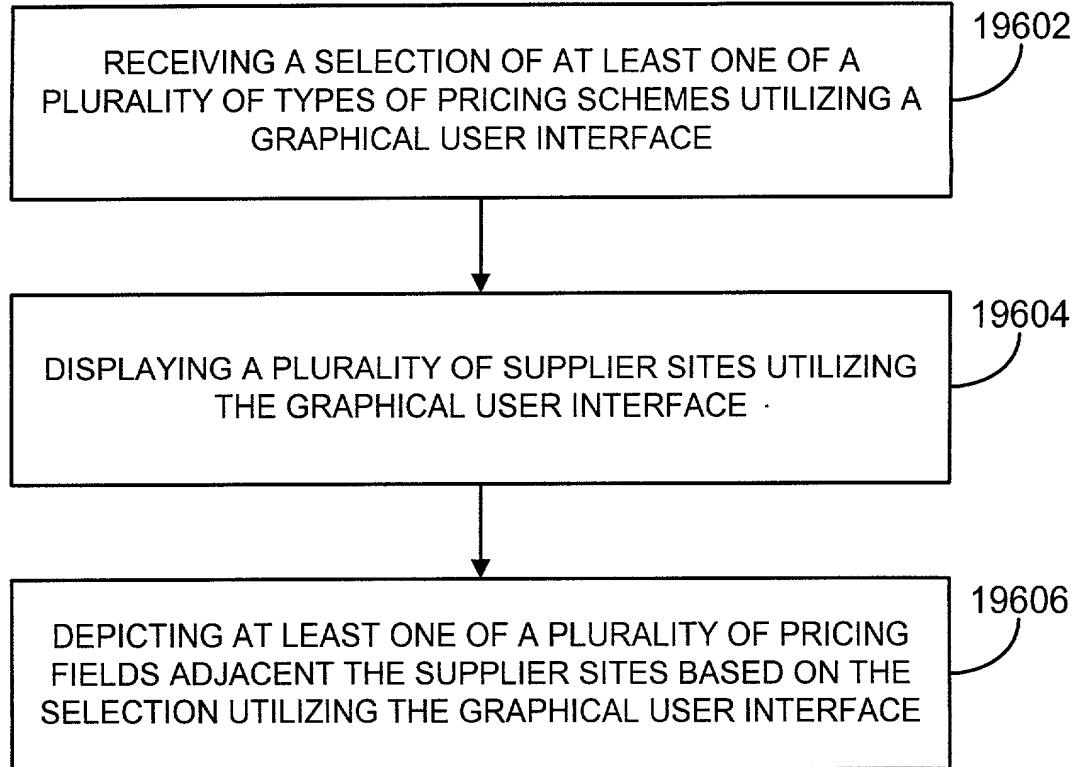 19602
RECEIVING A SELECTION OF AT LEAST ONE OF A
PLURALITY OF TYPES OF PRICING SCHEMES UTILIZING A
GRAPHICAL USER INTERFACE
19604
DISPLAYING A PLURALITY OF SUPPLIER SITES UTILIZING
THE GRAPHICAL USER INTERFACE
19606
DEPICTING AT LEAST ONE OF A PLURALITY OF PRICING
FIELDS ADJACENT THE SUPPLIER SITES BASED ON THE
SELECTION UTILIZING THE GRAPHICAL USER INTERFACE